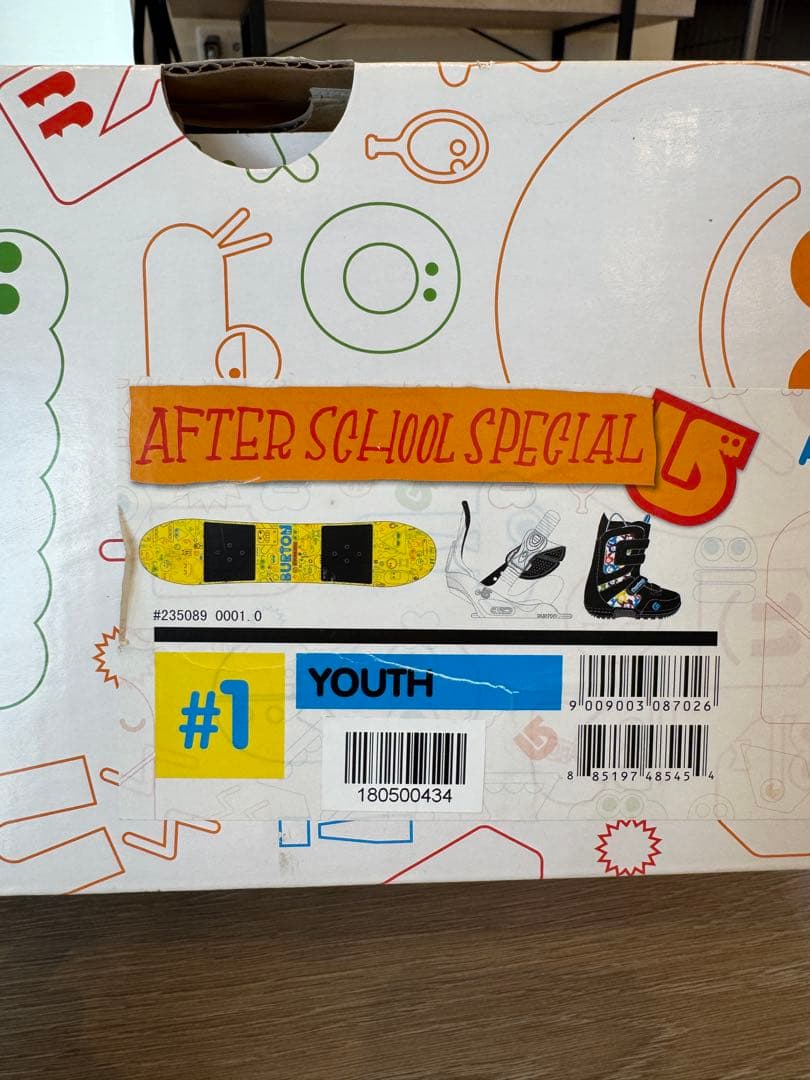 AFTER SCHOOL SPECIAL
BURTON
#235089 0001.0
#1
YOUTH
9 009003 087026
180500434
8 85197 48545 4